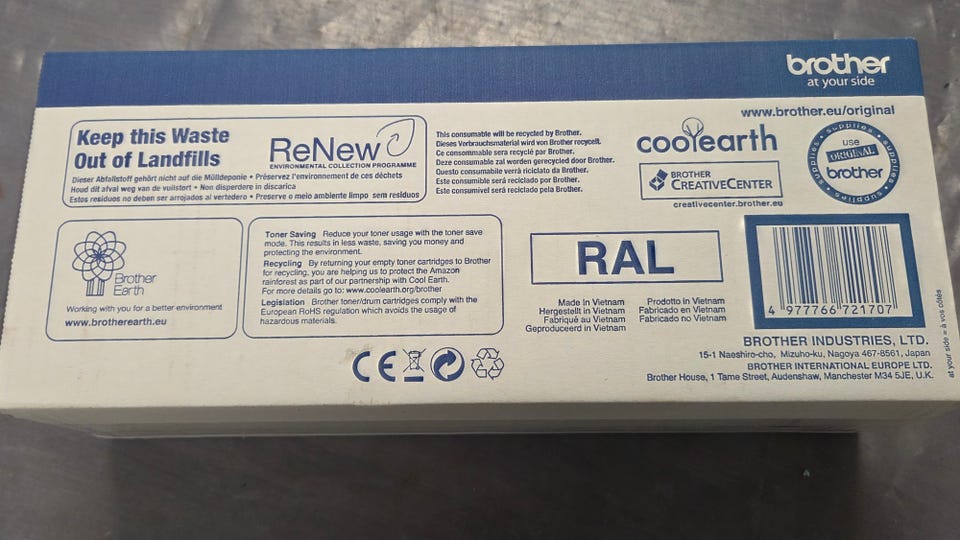 brother
at your side
www.brother.eu/original
Keep this Waste
Out of Landfills
ReNew
ENVIRONMENTAL COLLECTION PROGRAMME
Dieser Abfallstoff gehört nicht auf die Mülldeponie • Préservez l'environnement de ces déchets
Houd dit afval weg van de vuilstort • Non disperdere in discarica
Estos residuos no deben ser arrojados al vertedero • Preserve o meio ambiente limpo sem residuos
This consumable will be recycled by Brother.
Dieses Verbrauchsmaterial wird von Brother recycelt.
Ce consommable sera recyclé par Brother.
Deze consumable zal worden gerecycled door Brother.
Questo consumabile verrà riciclato da Brother.
Este consumible será reciclado por Brother.
Este consumível será reciclado pela Brother.
coolearth
BROTHER
CREATIVECENTER
creativecenter.brother.eu
supplies • supplies • supplies • supplies •
use
ORIGINAL
brother
Brother
Earth
Working with you for a better environment
www.brotherearth.eu
Toner Saving Reduce your toner usage with the toner save
mode. This results in less waste, saving you money and
protecting the environment.
Recycling By returning your empty toner cartridges to Brother
for recycling, you are helping us to protect the Amazon
rainforest as part of our partnership with Cool Earth.
For more details go to: www.coolearth.org/brother
Legislation Brother toner/drum cartridges comply with the
European RoHS regulation which avoids the usage of
hazardous materials.
RAL
Made in Vietnam
Hergestellt in Vietnam
Fabriqué au Vietnam
Geproduceerd in Vietnam
Prodotto in Vietnam
Fabricado en Vietnam
Fabricado no Vietnam
4 977766 721707
CE
BROTHER INDUSTRIES, LTD.
15-1 Naeshiro-cho, Mizuho-ku, Nagoya 467-8561, Japan
BROTHER INTERNATIONAL EUROPE LTD.
Brother House, 1 Tame Street, Audenshaw, Manchester M34 5JE, U.K.
at your side = à vos côtés